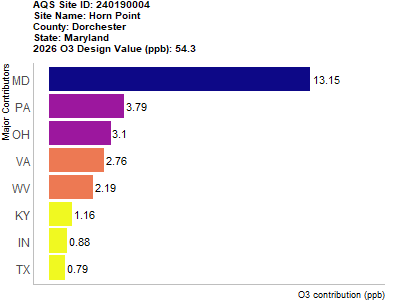 AQS Site ID: 240190004
Site Name: Horn Point
County: Dorchester
State: Maryland
2026 O3 Design Value (ppb): 54.3
Major Contributors
MD 13.15
PA 3.79
OH 3.1
VA 2.76
WV 2.19
KY 1.16
IN 0.88
TX 0.79
O3 contribution (ppb)